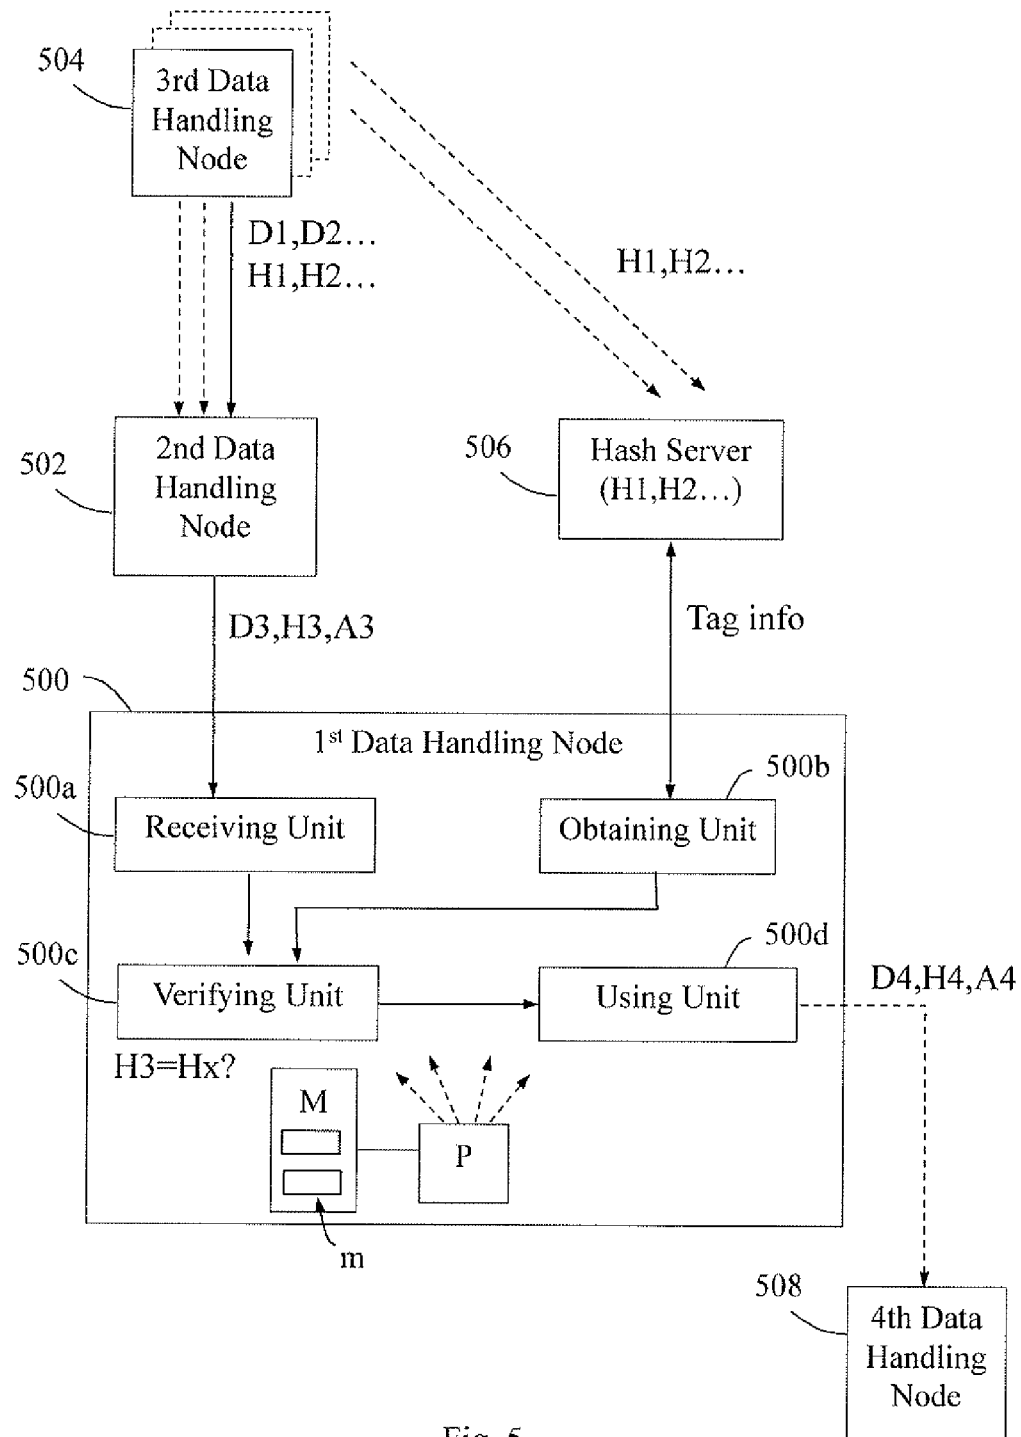 504
3rd Data
Handling
Node
D1,D2...
H1,H2...
H1,H2...
502
2nd Data
Handling
Node
506
Hash Server
(H1,H2...)
D3,H3,A3
Tag info
500
1st Data Handling Node
500a
Receiving Unit
500b
Obtaining Unit
500c
Verifying Unit
500d
Using Unit
D4,H4,A4
H3=Hx?
M
P
m
508
4th Data
Handling
Node
Fig. 5